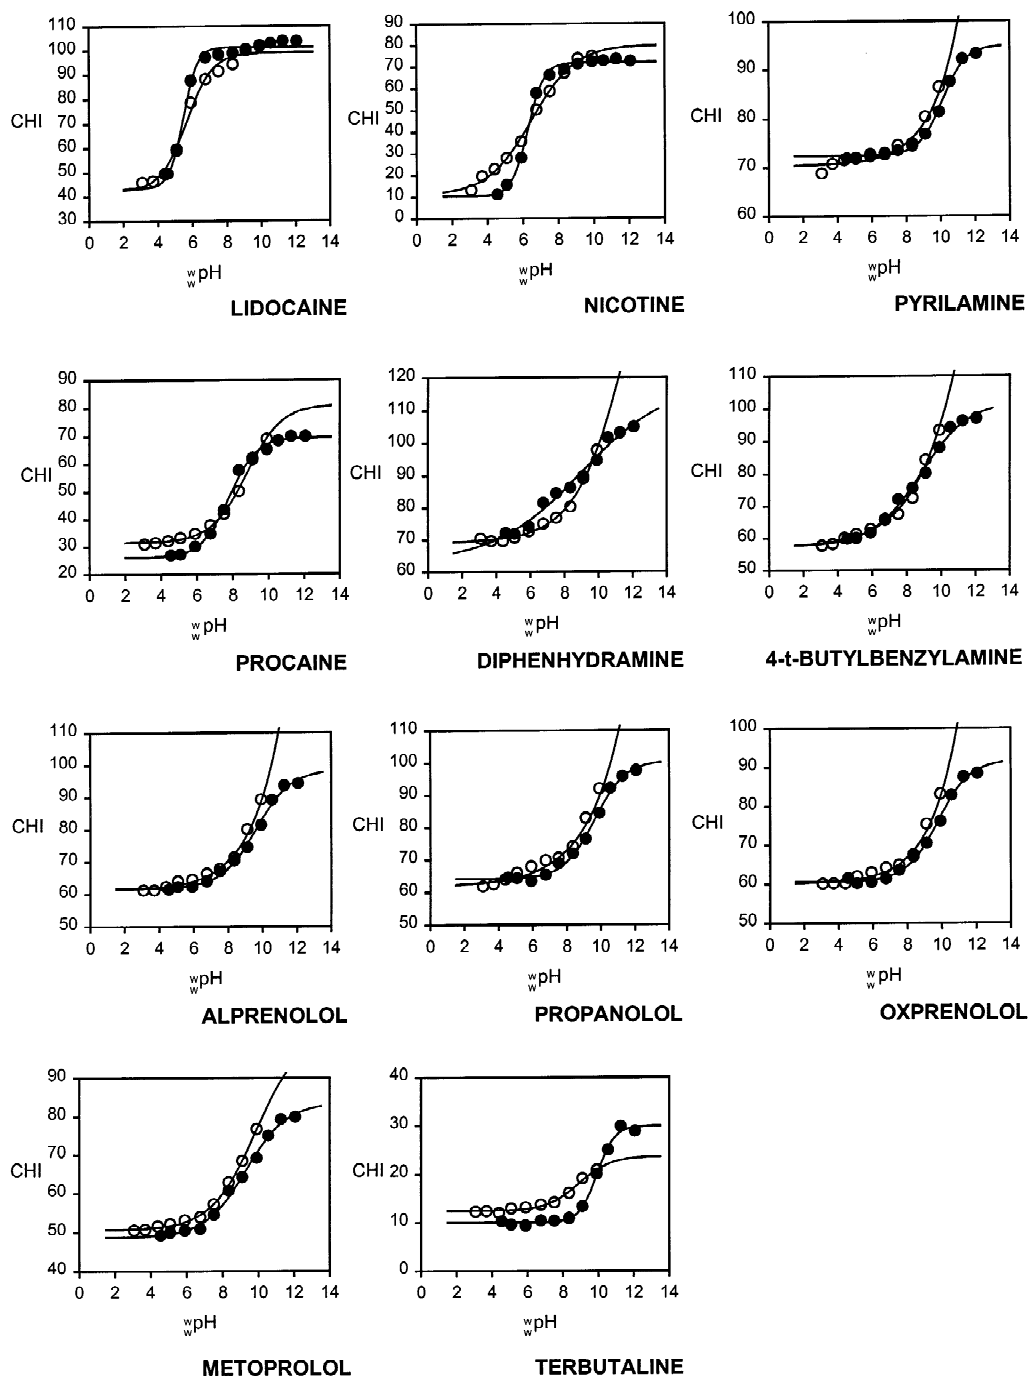 110
100
90
80
70
60
50
40
30
CHI
0 2 4 6 8 10 12 14
w
w pH
LIDOCAINE
90
80
70
60
50
40
30
20
10
0
CHI
0 2 4 6 8 10 12 14
w
w pH
NICOTINE
100
90
80
70
60
CHI
0 2 4 6 8 10 12 14
w
w pH
PYRILAMINE
90
80
70
60
50
40
30
20
CHI
0 2 4 6 8 10 12 14
w
w pH
PROCAINE
120
110
100
90
80
70
60
CHI
0 2 4 6 8 10 12 14
w
w pH
DIPHENHYDRAMINE
110
100
90
80
70
60
50
CHI
0 2 4 6 8 10 12 14
w
w pH
4-t-BUTYLBENZYLAMINE
110
100
90
80
70
60
50
CHI
0 2 4 6 8 10 12 14
w
w pH
ALPRENOLOL
110
100
90
80
70
60
50
CHI
0 2 4 6 8 10 12 14
w
w pH
PROPANOLOL
100
90
80
70
60
50
CHI
0 2 4 6 8 10 12 14
w
w pH
OXPRENOLOL
90
80
70
60
50
40
CHI
0 2 4 6 8 10 12 14
w
w pH
METOPROLOL
40
30
20
10
0
CHI
0 2 4 6 8 10 12 14
w
w pH
TERBUTALINE